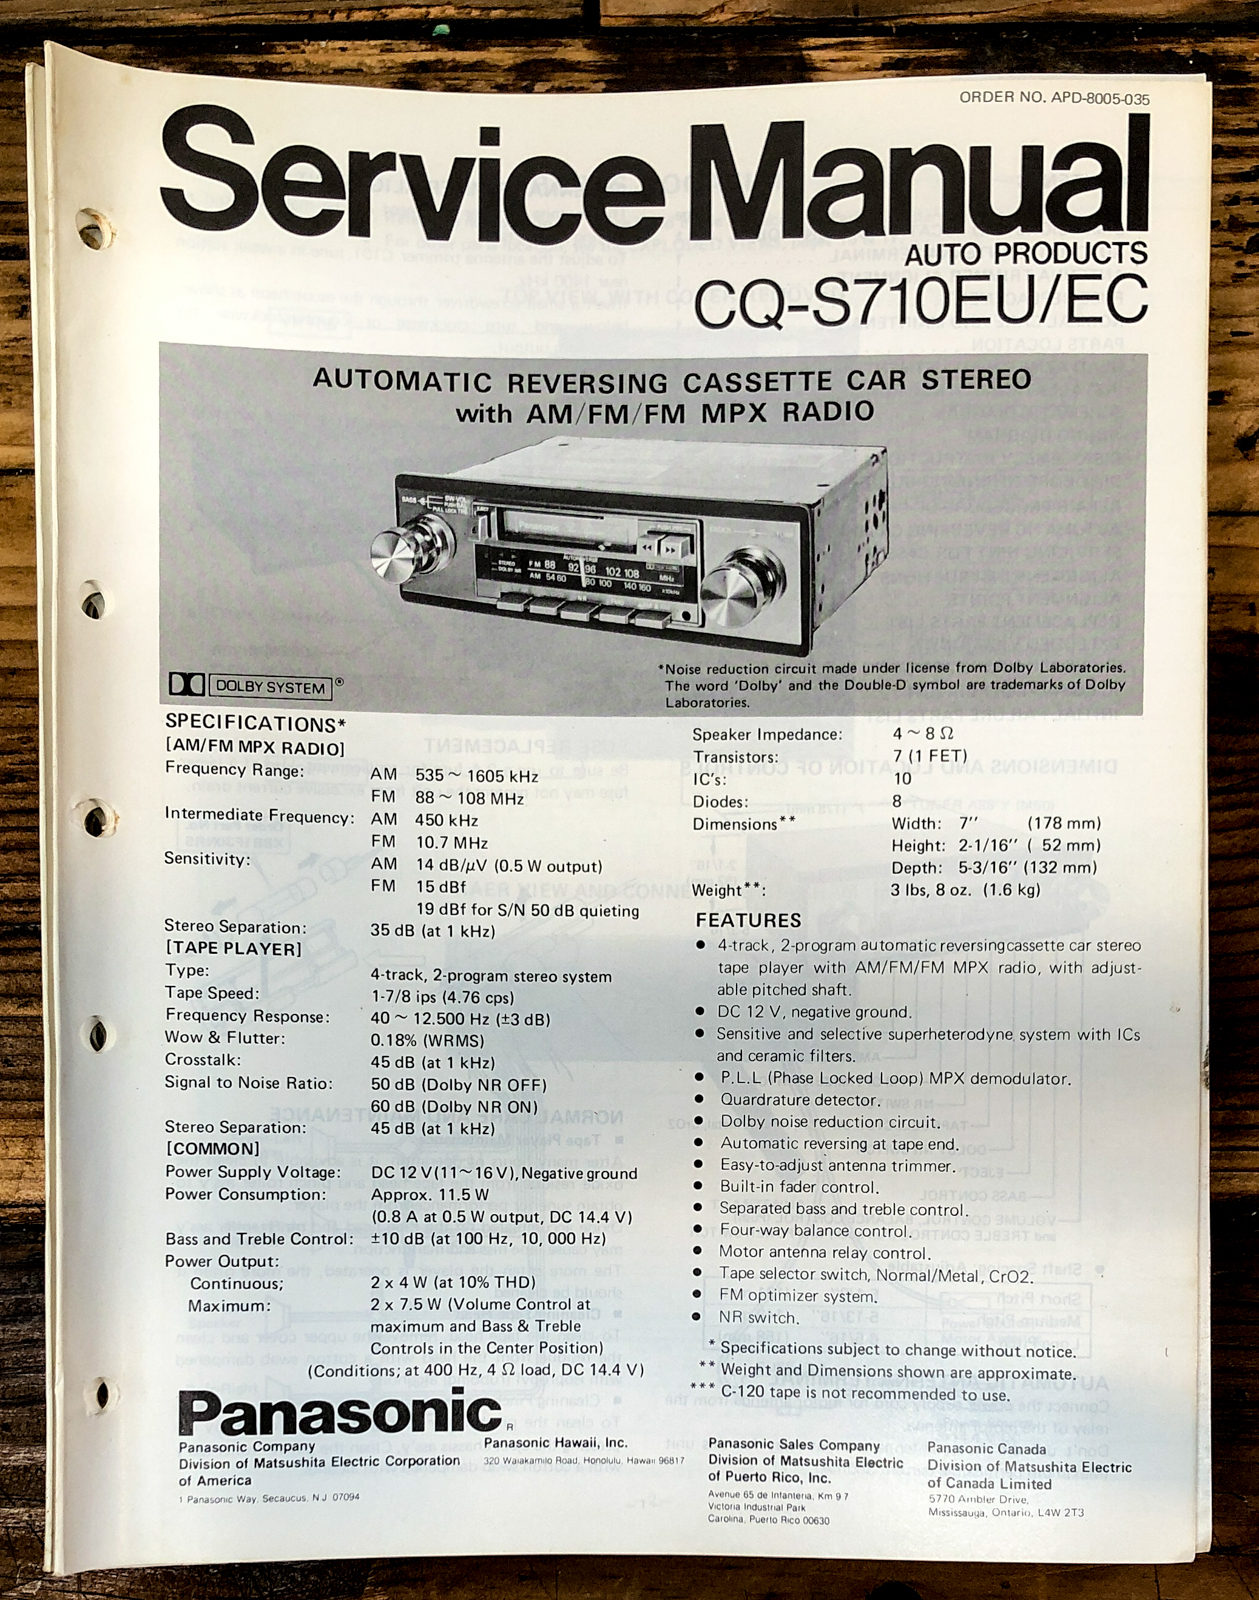 ORDER NO. APD-8005-035
Service Manual
AUTO PRODUCTS
CQ-S710EU/EC
AUTOMATIC REVERSING CASSETTE CAR STEREO
with AM/FM/FM MPX RADIO
BASS
PULL LOCK
EJECT
Panasonic
STEREO
DOLBY NR
FM 88 92 96 102 108 MHz
AM 54 60 80 100 140 160
DOLBY SYSTEM ®
*Noise reduction circuit made under license from Dolby Laboratories.
The word 'Dolby' and the Double-D symbol are trademarks of Dolby
Laboratories.
SPECIFICATIONS*
[AM/FM MPX RADIO]
Frequency Range: AM 535 ~ 1605 kHz
FM 88 ~ 108 MHz
Intermediate Frequency: AM 450 kHz
FM 10.7 MHz
Sensitivity: AM 14 dB/μV (0.5 W output)
FM 15 dBf
19 dBf for S/N 50 dB quieting
Stereo Separation: 35 dB (at 1 kHz)
[TAPE PLAYER]
Type: 4-track, 2-program stereo system
Tape Speed: 1-7/8 ips (4.76 cps)
Frequency Response: 40 ~ 12.500 Hz (±3 dB)
Wow & Flutter: 0.18% (WRMS)
Crosstalk: 45 dB (at 1 kHz)
Signal to Noise Ratio: 50 dB (Dolby NR OFF)
60 dB (Dolby NR ON)
Stereo Separation: 45 dB (at 1 kHz)
[COMMON]
Power Supply Voltage: DC 12 V (11 ~ 16 V), Negative ground
Power Consumption: Approx. 11.5 W
(0.8 A at 0.5 W output, DC 14.4 V)
Bass and Treble Control: ±10 dB (at 100 Hz, 10, 000 Hz)
Power Output:
Continuous; 2 x 4 W (at 10% THD)
Maximum: 2 x 7.5 W (Volume Control at
maximum and Bass & Treble
Controls in the Center Position)
(Conditions; at 400 Hz, 4 Ω load, DC 14.4 V)
Speaker Impedance: 4 ~ 8 Ω
Transistors: 7 (1 FET)
IC's: 10
Diodes: 8
Dimensions** Width: 7'' (178 mm)
Height: 2-1/16'' ( 52 mm)
Depth: 5-3/16'' (132 mm)
Weight**: 3 lbs, 8 oz. (1.6 kg)
FEATURES
● 4-track, 2-program automatic reversing cassette car stereo
tape player with AM/FM/FM MPX radio, with adjust-
able pitched shaft.
● DC 12 V, negative ground.
● Sensitive and selective superheterodyne system with ICs
and ceramic filters.
● P.L.L (Phase Locked Loop) MPX demodulator.
● Quardrature detector.
● Dolby noise reduction circuit.
● Automatic reversing at tape end.
● Easy-to-adjust antenna trimmer.
● Built-in fader control.
● Separated bass and treble control.
● Four-way balance control.
● Motor antenna relay control.
● Tape selector switch, Normal/Metal, CrO2.
● FM optimizer system.
● NR switch.
* Specifications subject to change without notice.
** Weight and Dimensions shown are approximate.
*** C-120 tape is not recommended to use.
Panasonic R
Panasonic Company
Division of Matsushita Electric Corporation
of America
1 Panasonic Way, Secaucus, N J 07094
Panasonic Hawaii, Inc.
320 Waiakamilo Road, Honolulu, Hawaii 96817
Panasonic Sales Company
Division of Matsushita Electric
of Puerto Rico, Inc.
Avenue 65 de Infanteria, Km 9 7
Victoria Industrial Park
Carolina, Puerto Rico 00630
Panasonic Canada
Division of Matsushita Electric
of Canada Limited
5770 Ambler Drive,
Mississauga, Ontario, L4W 2T3